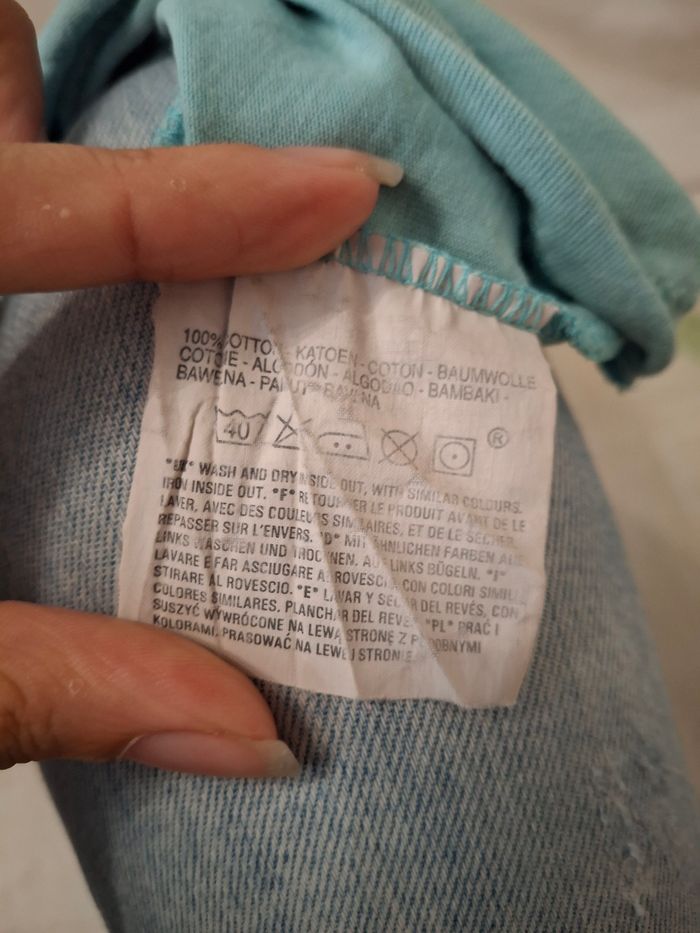 100% COTTON - KATOEN - COTON - BAUMWOLLE
COTONE - ALGODÓN - ALGODÃO - BAMBAKI -
BAWEŁNA - PAMUT
40 ®
WASH AND DRY INSIDE OUT, WITH SIMILAR COLOURS.
IRON INSIDE OUT. *F* RETOURNER LE PRODUIT AVANT DE LE
LAVER, AVEC DES COULEURS SIMILAIRES, ET DE LE SECHER.
REPASSER SUR L'ENVERS. *D* MIT ÄHNLICHEN FARBEN AUF
LINKS WASCHEN UND TROCKNEN. AUF LINKS BÜGELN. *I*
LAVARE E FAR ASCIUGARE AL ROVESCIO, CON COLORI SIMILI.
STIRARE AL ROVESCIO. *E* LAVAR Y SECAR DEL REVÉS, CON
COLORES SIMILARES. PLANCHAR DEL REVÉS. *PL* PRAĆ I
SUSZYĆ WYWRÓCONE NA LEWĄ STRONĘ Z PODOBNYMI
KOLORAMI. PRASOWAĆ NA LEWEJ STRONIE